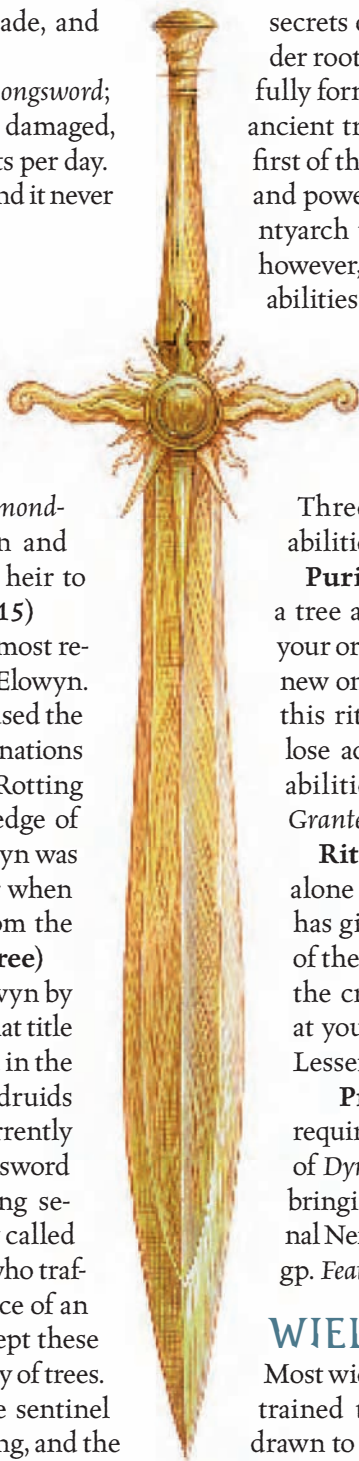 ade, and
ongsword;
damaged,
ts per day.
nd it never
mond-
n and
heir to
15)
most re-
Elowyn.
used the
nations
Rotting
edge of
yn was
when
om the
ree)
wyn by
at title
in the
druids
rrently
sword
ng se-
called
who traf-
ce of an
ept these
y of trees.
e sentinel
ng, and the
secrets
der root
fully form
ancient tr
first of th
and powe
ntyarch
however,
abilities
Three
abilitie
Puri
a tree a
your or
new or
this rit
lose ac
abilitie
Grante
Rit
alone
has gi
of the
the cr
at you
Lesse
Pr
requir
of Dyr
bringi
nal Ne
gp. Feat
WIEL
Most wie
trained t
drawn to